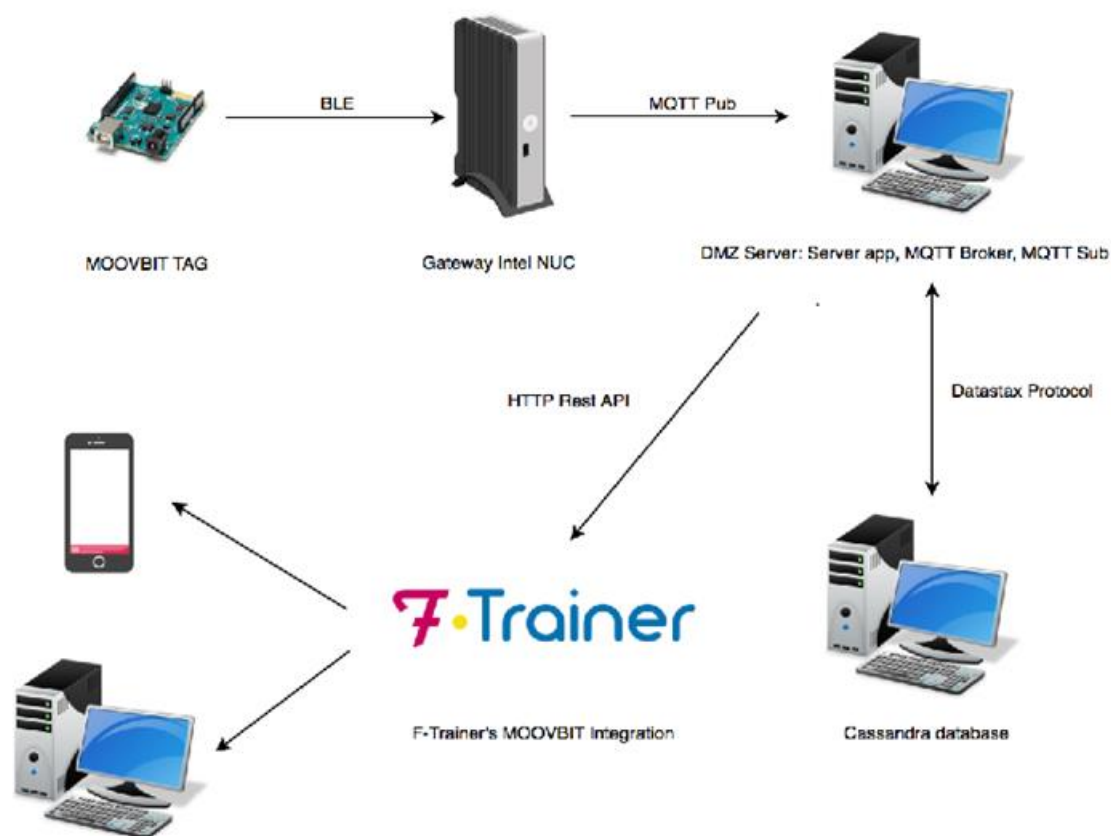 BLE
MQTT Pub
MOOVBIT TAG
Gateway Intel NUC
DMZ Server: Server app, MQTT Broker, MQTT Sub
HTTP Rest API
Datastax Protocol
F·Trainer
F-Trainer's MOOVBIT Integration
Cassandra database